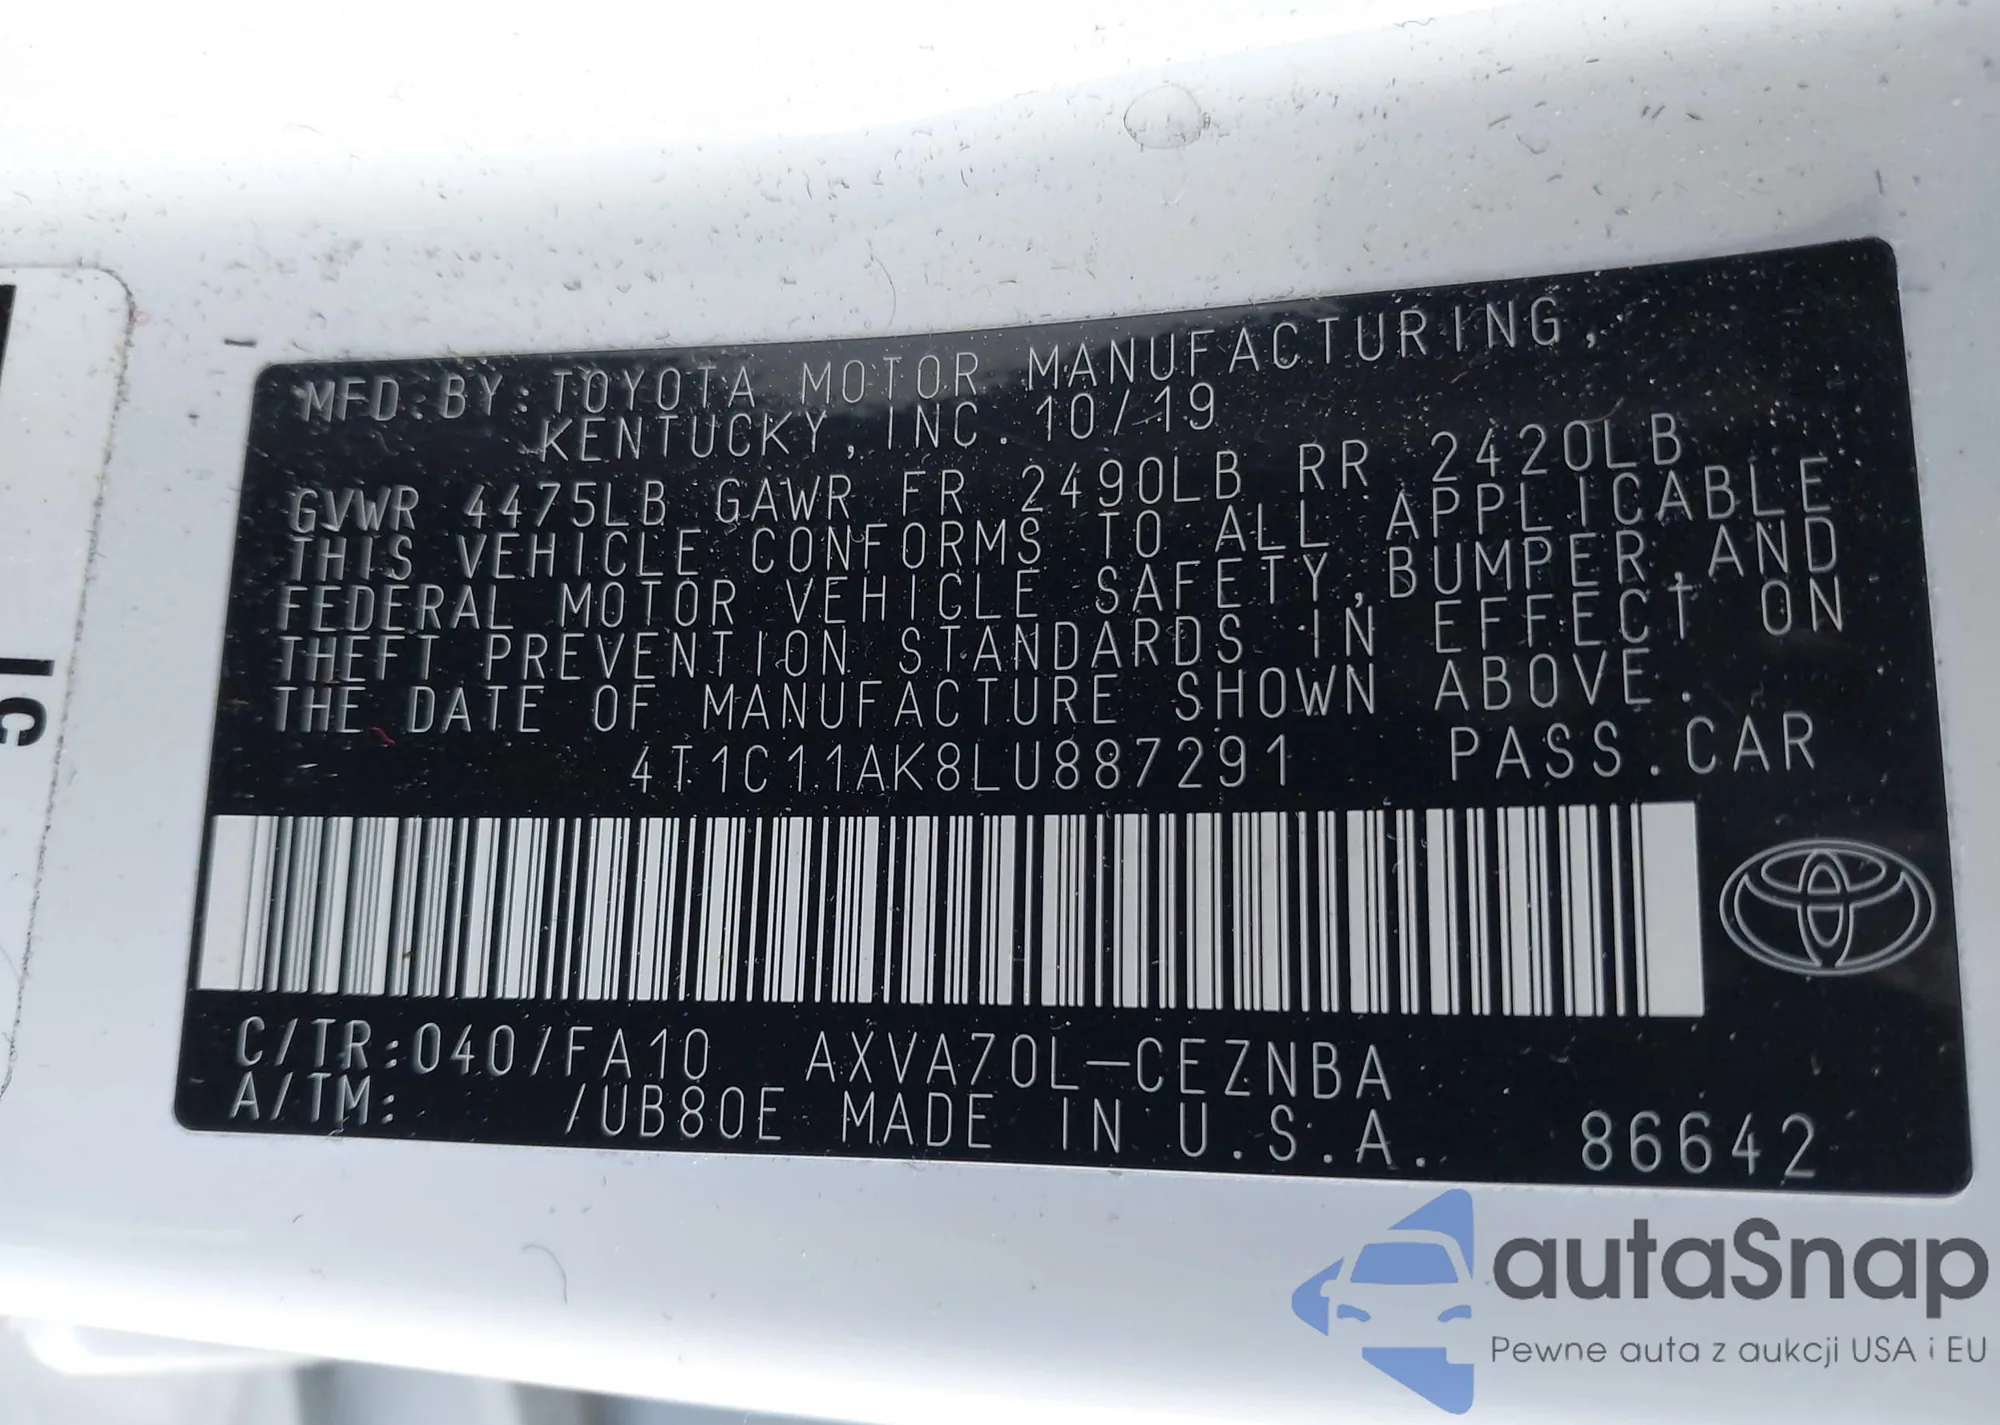 MFD.BY:TOYOTA MOTOR MANUFACTURING,
KENTUCKY, INC. 10/19
GVWR 4475LB GAWR FR 2490LB RR 2420LB
THIS VEHICLE CONFORMS TO ALL APPLICABLE
FEDERAL MOTOR VEHICLE SAFETY,BUMPER,AND
THEFT PREVENTION STANDARDS IN EFFECT ON
THE DATE OF MANUFACTURE SHOWN ABOVE.
4T1C11AK8LU887291 PASS.CAR
C/TR:040/FA10 AXVA70L-CEZNBA
A/TM: /UB80E MADE IN U.S.A. 86642
autaSnap
Pewne auta z aukcji USA i EU